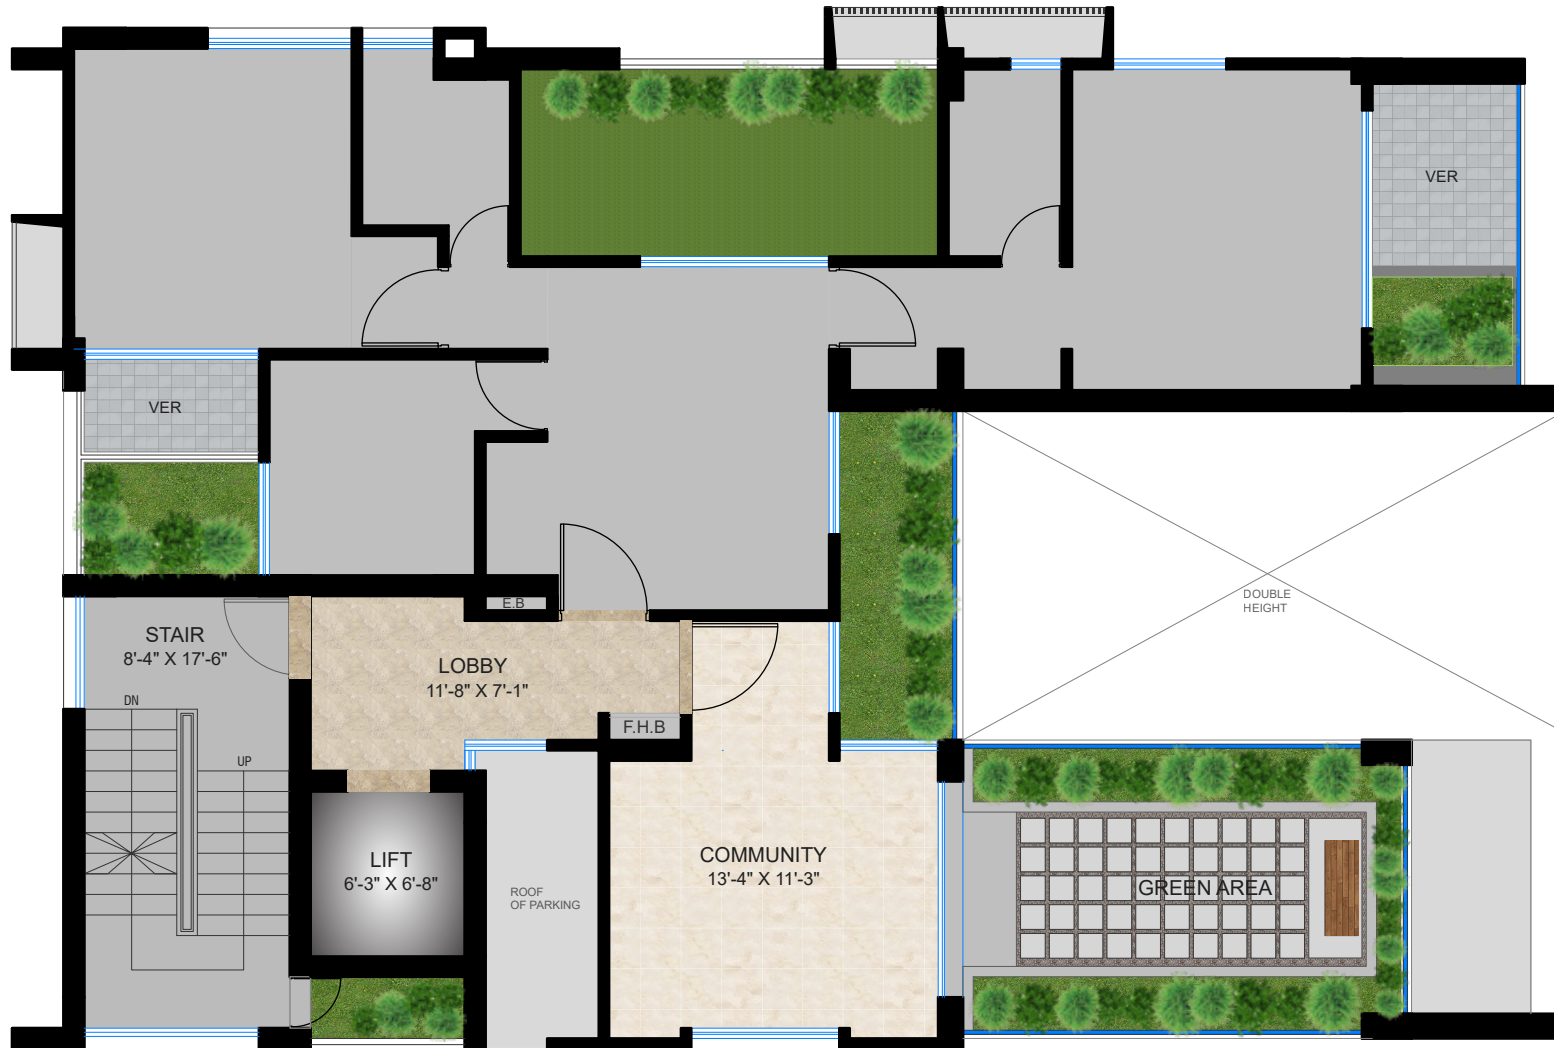 VER
VER
DOUBLE
HEIGHT
E.B
STAIR
8'-4" X 17'-6"
LOBBY
11'-8" X 7'-1"
DN
F.H.B
UP
LIFT
6'-3" X 6'-8"
COMMUNITY
13'-4" X 11'-3"
ROOF
OF PARKING
GREEN AREA